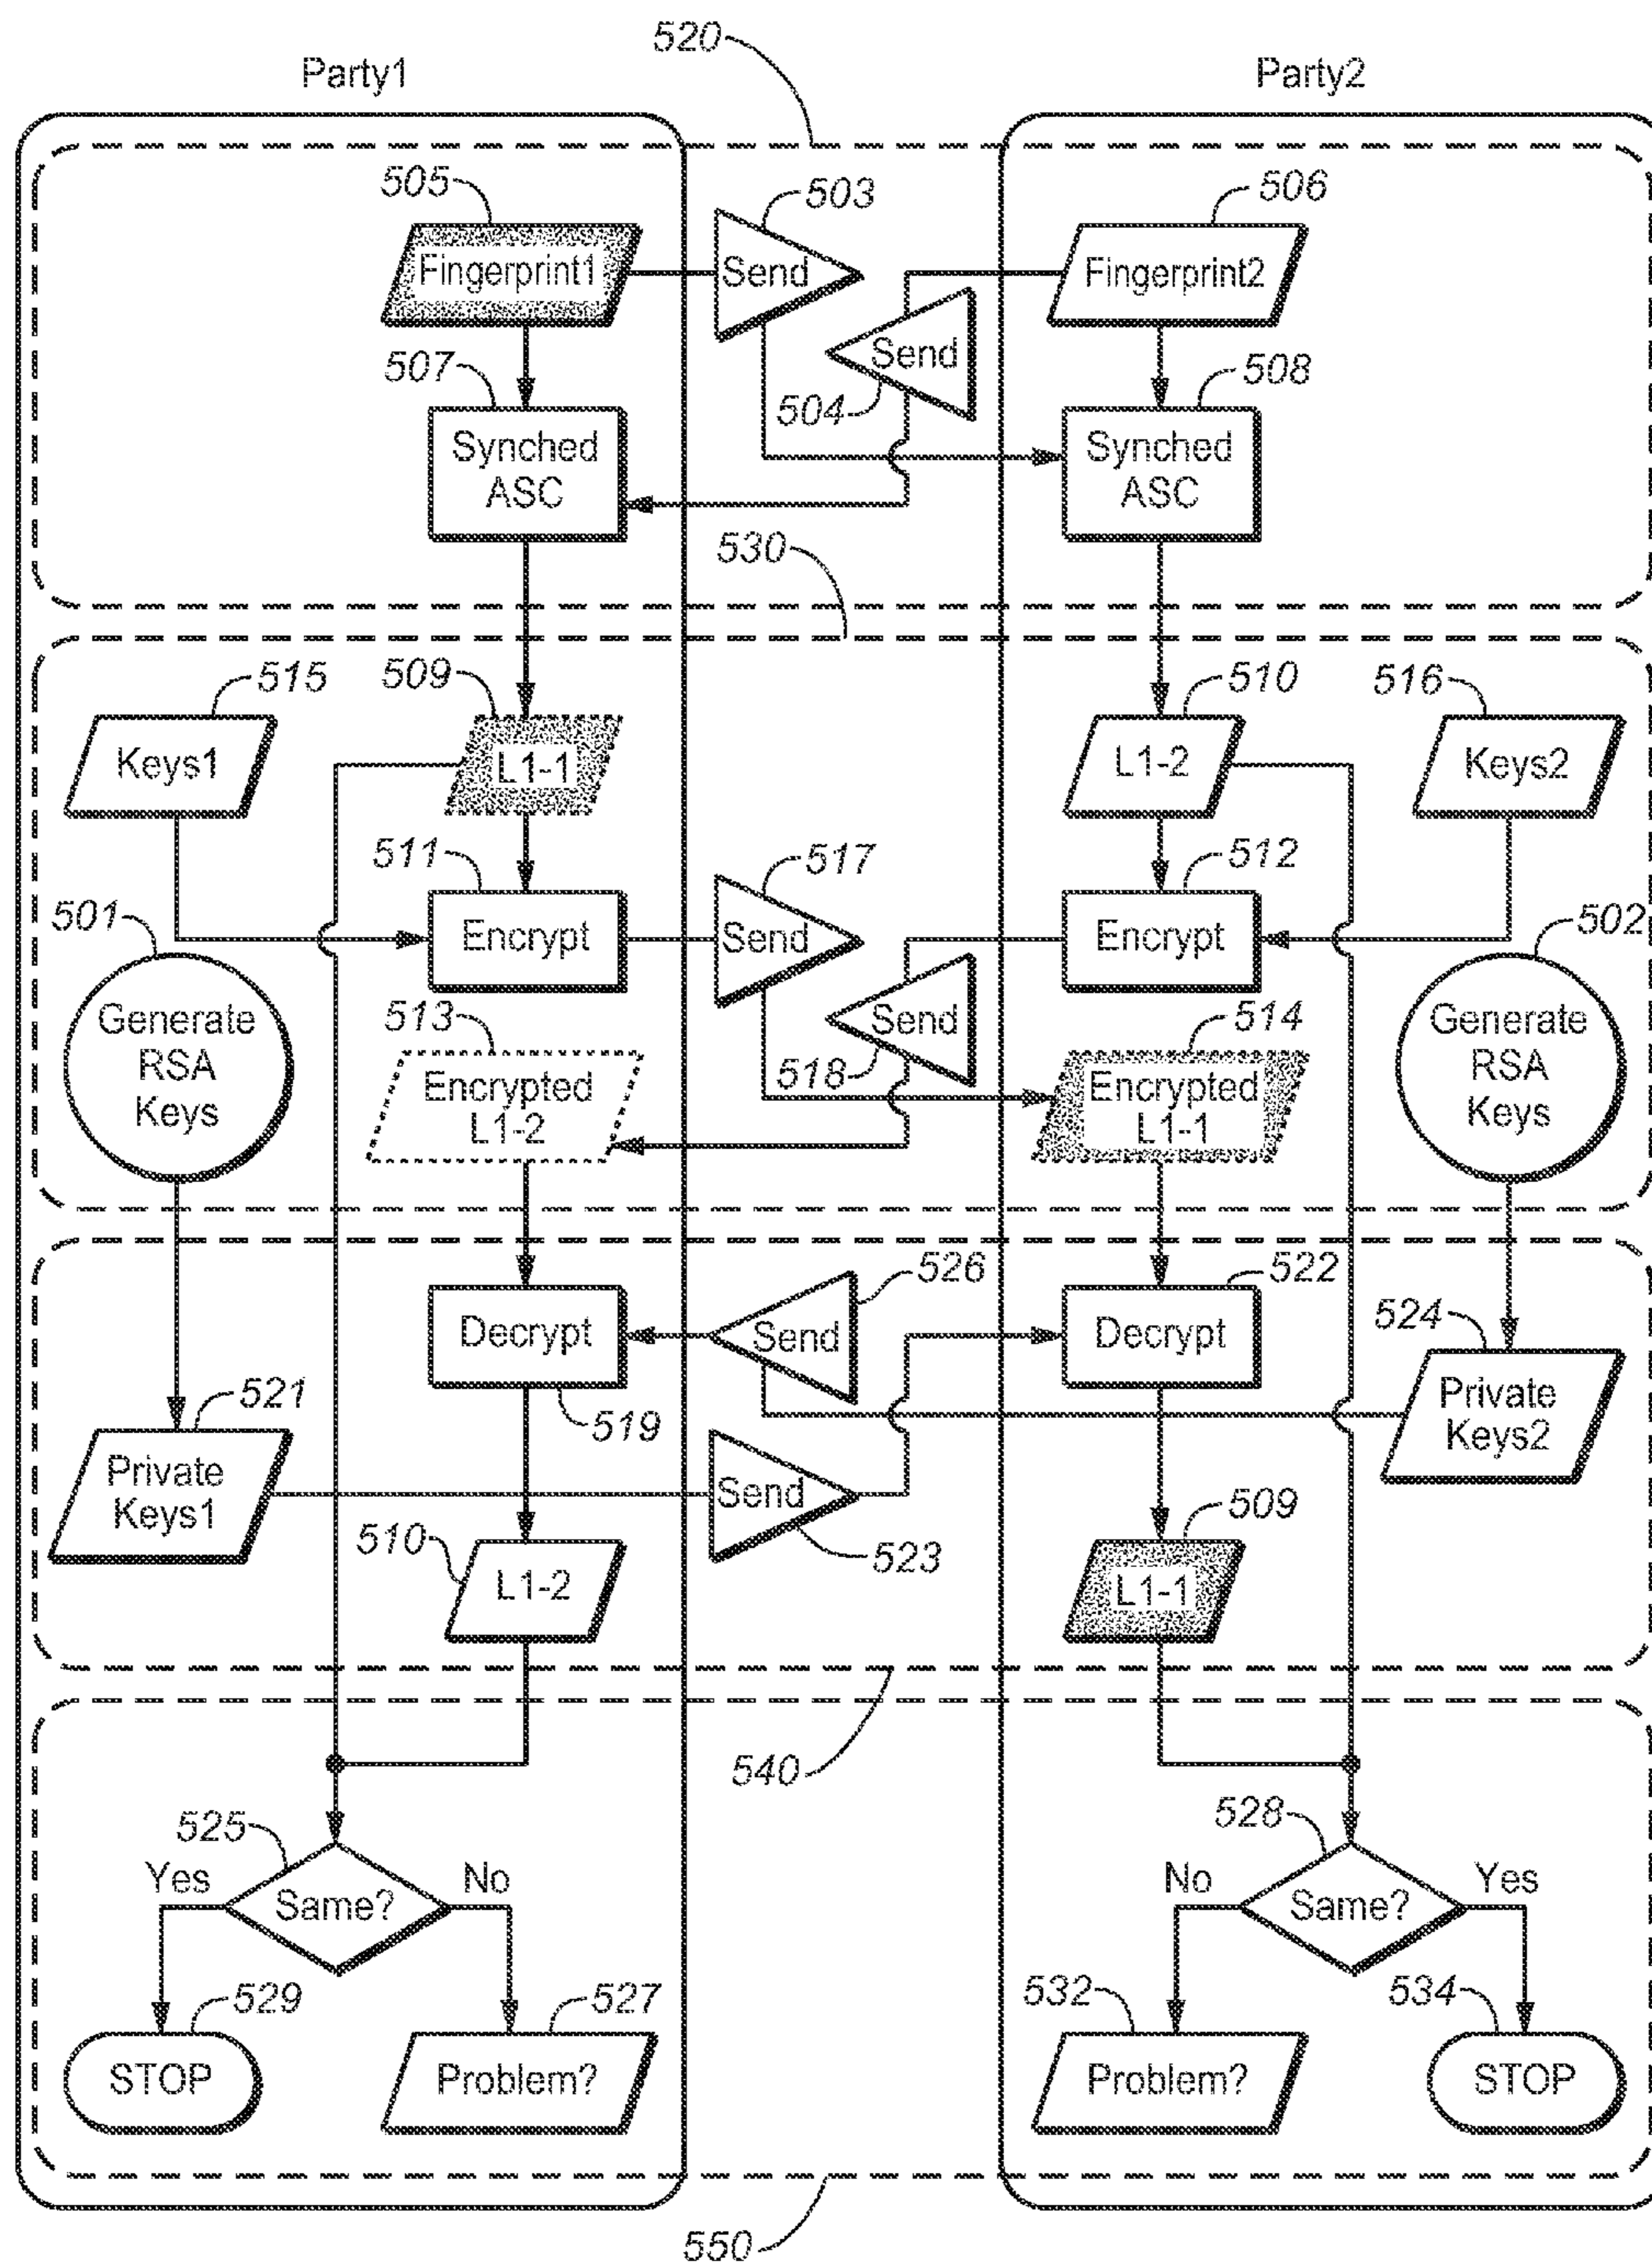 520
Party1
Party2
505
503
506
Fingerprint1
Send
Fingerprint2
507
Send
508
504
Synched
ASC
Synched
ASC
530
515
509
510
516
Keys1
L1-1
L1-2
Keys2
511
517
512
501
Encrypt
Send
Encrypt
502
Generate
RSA
Keys
513
Send
514
Generate
RSA
Keys
Encrypted
L1-2
518
Encrypted
L1-1
526
522
Decrypt
Send
Decrypt
524
521
519
Private
Keys2
Private
Keys1
Send
509
510
523
L1-2
L1-1
540
525
528
Yes
No
No
Yes
Same?
Same?
529
527
532
534
STOP
Problem?
Problem?
STOP
550